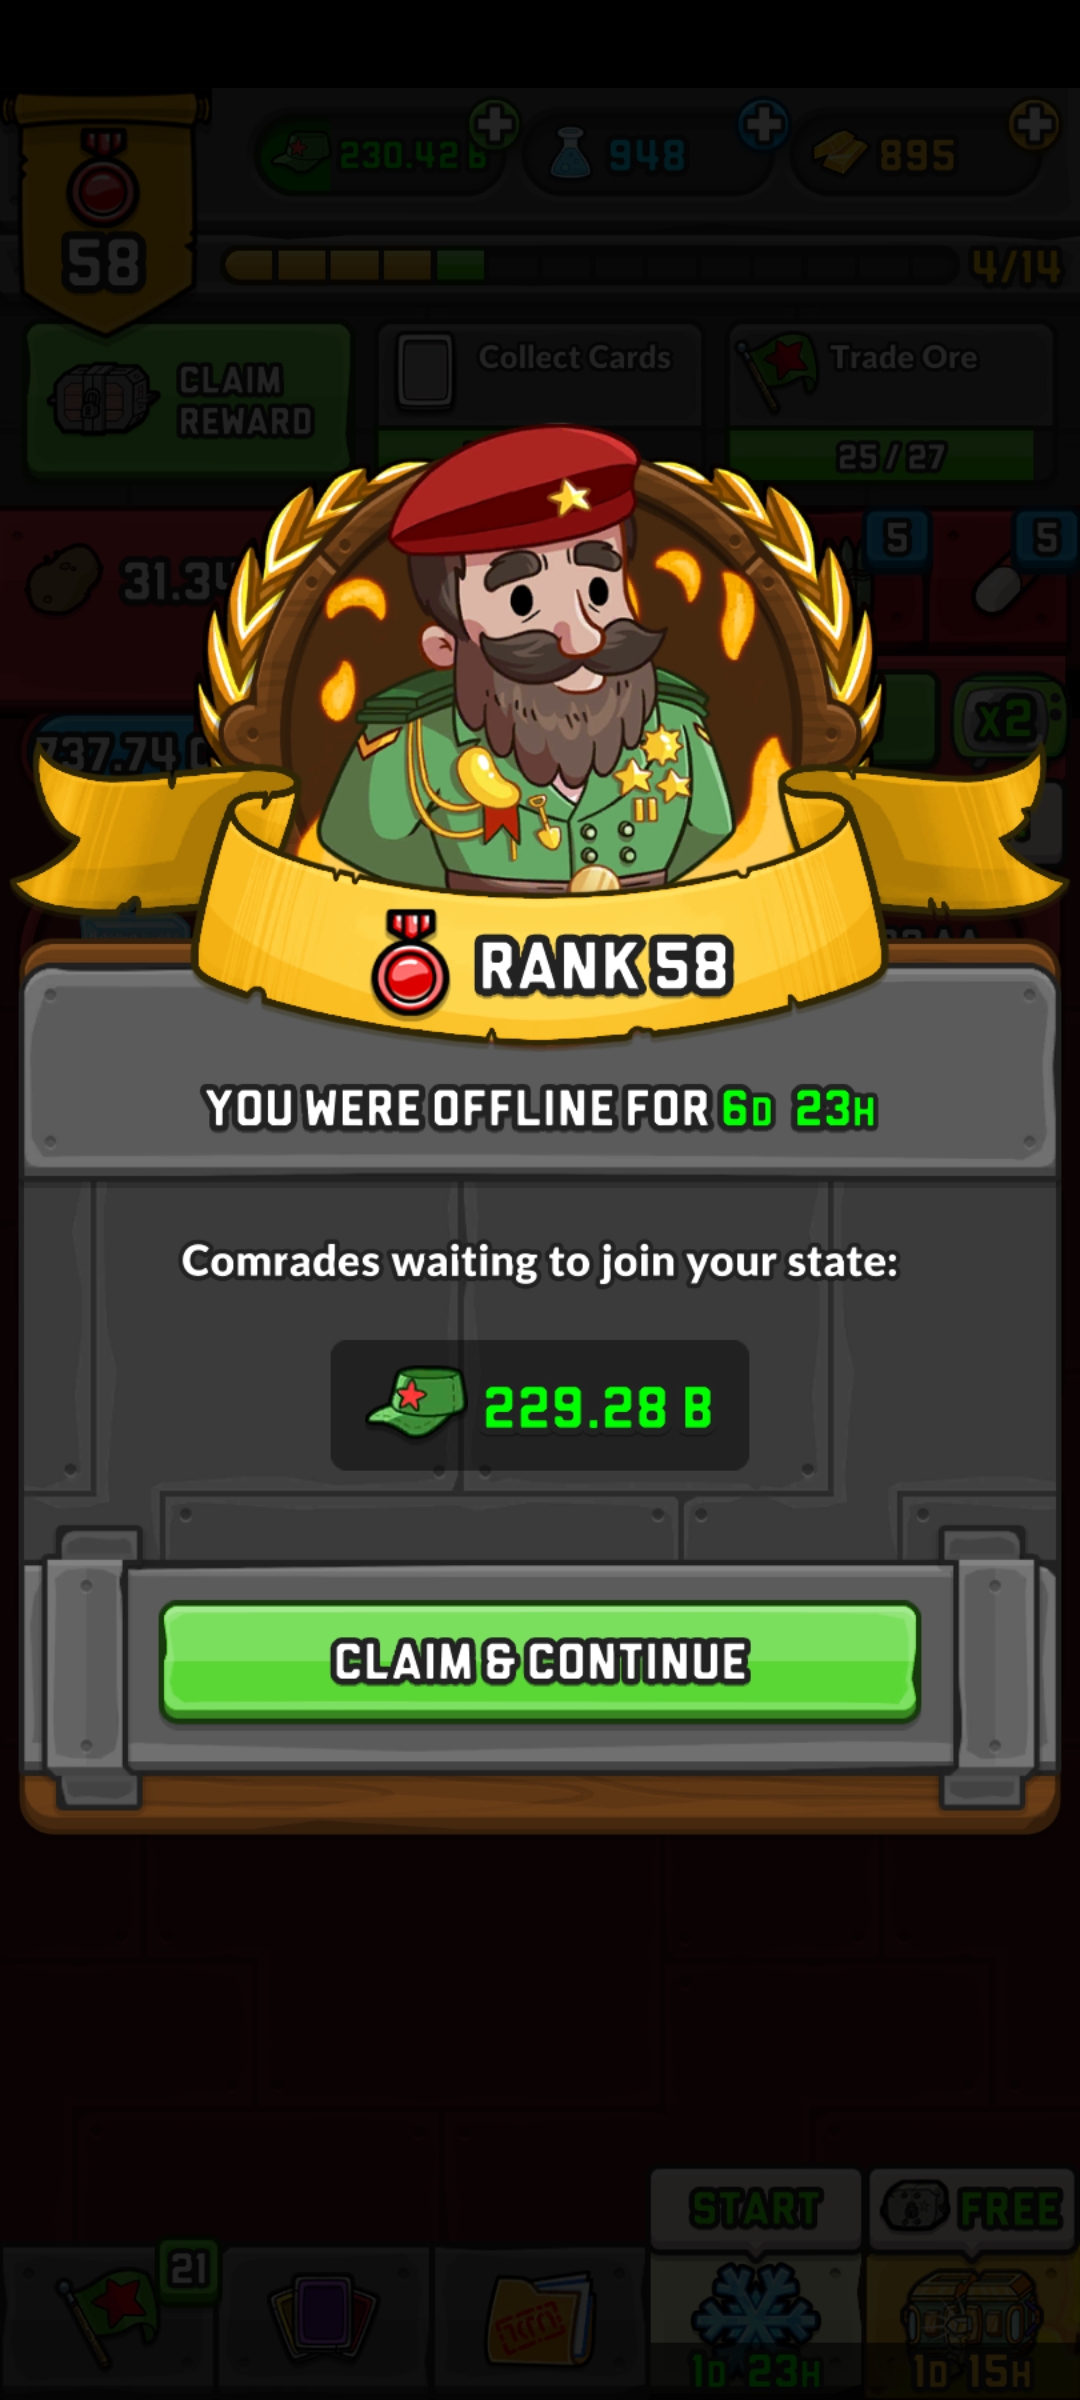 230.42 B
948
895
58
4/14
CLAIM
REWARD
Collect Cards
Trade Ore
25/27
5
5
31.34
737.74 C
x2
RANK 58
YOU WERE OFFLINE FOR 6D 23H
Comrades waiting to join your state:
229.28 B
CLAIM & CONTINUE
START
FREE
21
1D 23H
1D 15H